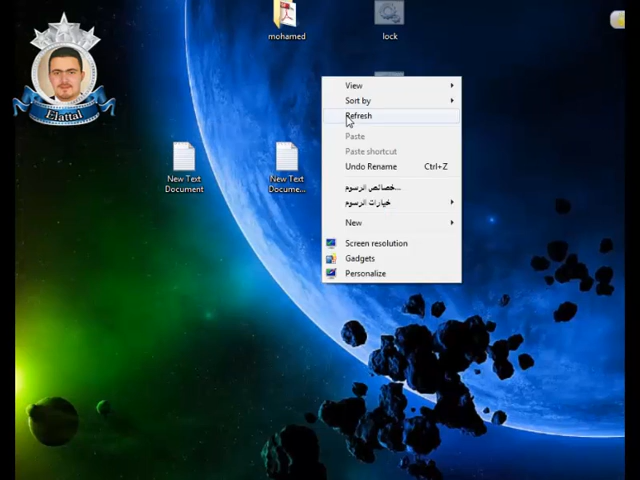 mohamed
lock
Elattal
View
Sort by
Refresh
Paste
Paste shortcut
Undo Rename Ctrl+Z
خصائص الرسوم...
خيارات الرسوم
New
Screen resolution
Gadgets
Personalize
New Text
Document
New Text
Docume...